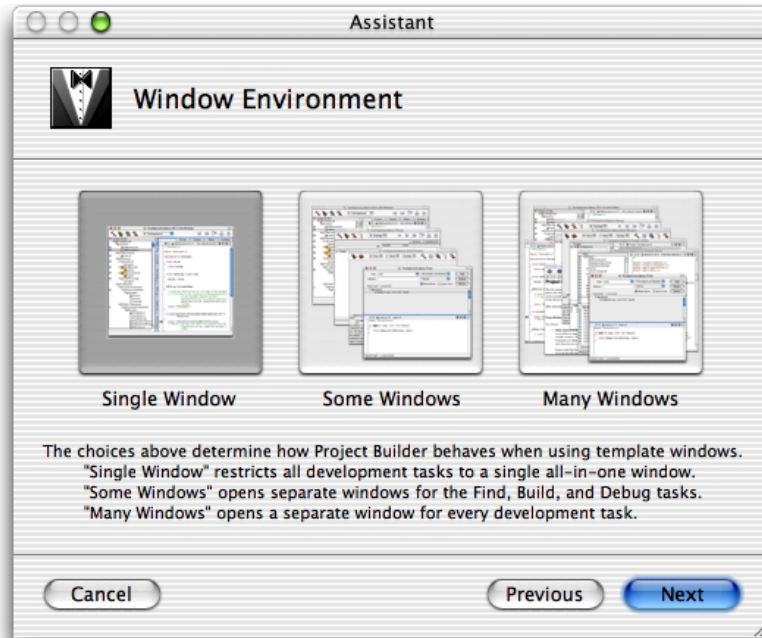 Assistant
Window Environment
Single Window
Some Windows
Many Windows
The choices above determine how Project Builder behaves when using template windows.
"Single Window" restricts all development tasks to a single all-in-one window.
"Some Windows" opens separate windows for the Find, Build, and Debug tasks.
"Many Windows" opens a separate window for every development task.
Cancel
Previous
Next